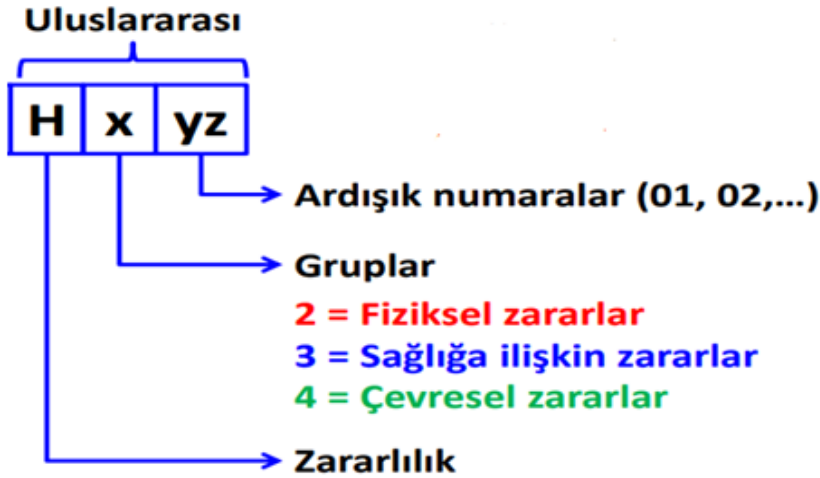 Uluslararası
H x yz
Ardışık numaralar (01, 02,...)
Gruplar
2 = Fiziksel zararlar
3 = Sağlığa ilişkin zararlar
4 = Çevresel zararlar
Zararlılık